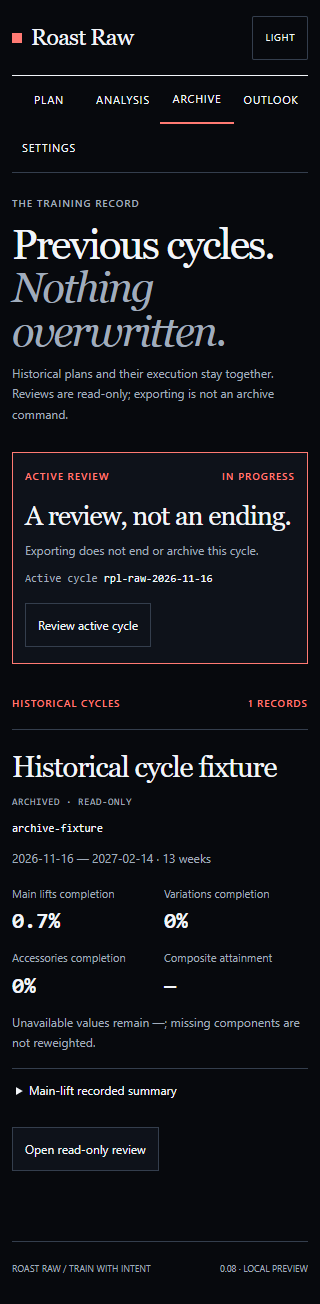 Roast Raw
LIGHT
PLAN ANALYSIS ARCHIVE OUTLOOK
SETTINGS
THE TRAINING RECORD
Previous cycles.
Nothing
overwritten.
Historical plans and their execution stay together.
Reviews are read-only; exporting is not an archive
command.
ACTIVE REVIEW IN PROGRESS
A review, not an ending.
Exporting does not end or archive this cycle.
Active cycle rpl-raw-2026-11-16
Review active cycle
HISTORICAL CYCLES 1 RECORDS
Historical cycle fixture
ARCHIVED · READ-ONLY
archive-fixture
2026-11-16 — 2027-02-14 · 13 weeks
Main lifts completion Variations completion
0.7% 0%
Accessories completion Composite attainment
0% —
Unavailable values remain —; missing components are
not reweighted.
Main-lift recorded summary
Open read-only review
ROAST RAW / TRAIN WITH INTENT 0.08 · LOCAL PREVIEW